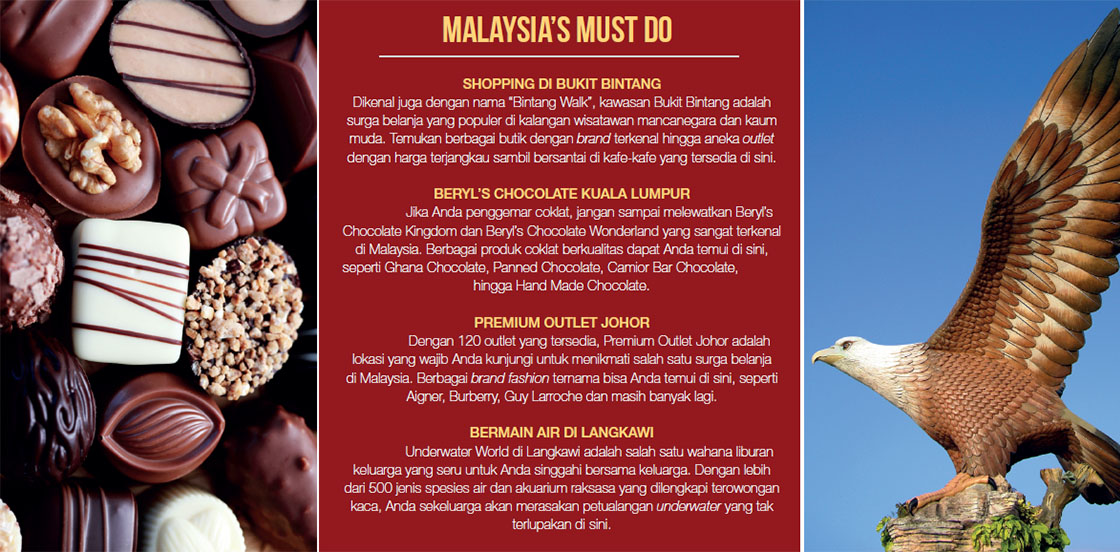 MALAYSIA'S MUST DO
SHOPPING DI BUKIT BINTANG
Dikenal juga dengan nama “Bintang Walk”, kawasan Bukit Bintang adalah
surga belanja yang populer di kalangan wisatawan mancanegara dan kaum
muda. Temukan berbagai butik dengan brand terkenal hingga aneka outlet
dengan harga terjangkau sambil bersantai di kafe-kafe yang tersedia di sini.
BERYL'S CHOCOLATE KUALA LUMPUR
Jika Anda penggemar coklat, jangan sampai melewatkan Beryl's
Chocolate Kingdom dan Beryl's Chocolate Wonderland yang sangat terkenal
di Malaysia. Berbagai produk coklat berkualitas dapat Anda temui di sini,
seperti Ghana Chocolate, Panned Chocolate, Camior Bar Chocolate,
hingga Hand Made Chocolate.
PREMIUM OUTLET JOHOR
Dengan 120 outlet yang tersedia, Premium Outlet Johor adalah
lokasi yang wajib Anda kunjungi untuk menikmati salah satu surga belanja
di Malaysia. Berbagai brand fashion ternama bisa Anda temui di sini, seperti
Aigner, Burberry, Guy Larroche dan masih banyak lagi.
BERMAIN AIR DI LANGKAWI
Underwater World di Langkawi adalah salah satu wahana liburan
keluarga yang seru untuk Anda singgahi bersama keluarga. Dengan lebih
dari 500 jenis spesies air dan akuarium raksasa yang dilengkapi terowongan
kaca, Anda sekeluarga akan merasakan petualangan underwater yang tak
terlupakan di sini.